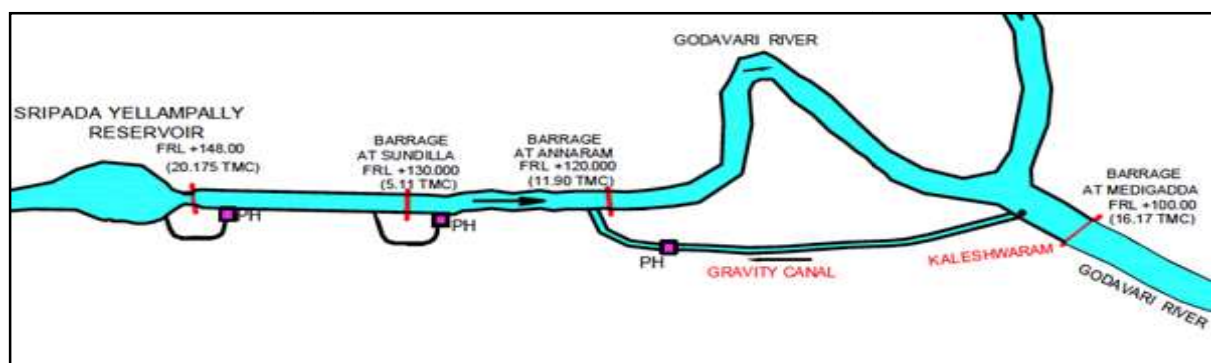 GODAVARI RIVER
SRIPADA YELLAMPALLY
RESERVOIR
FRL +148.00
(20.175 TMC)
BARRAGE
AT SUNDILLA
FRL +130.000
(5.11 TMC)
BARRAGE
AT ANNARAM
FRL +120.000
(11.90 TMC)
BARRAGE
AT MEDIGADDA
FRL +100.00
(16.17 TMC)
PH
PH
PH
GRAVITY CANAL
KALESHWARAM
GODAVARI RIVER